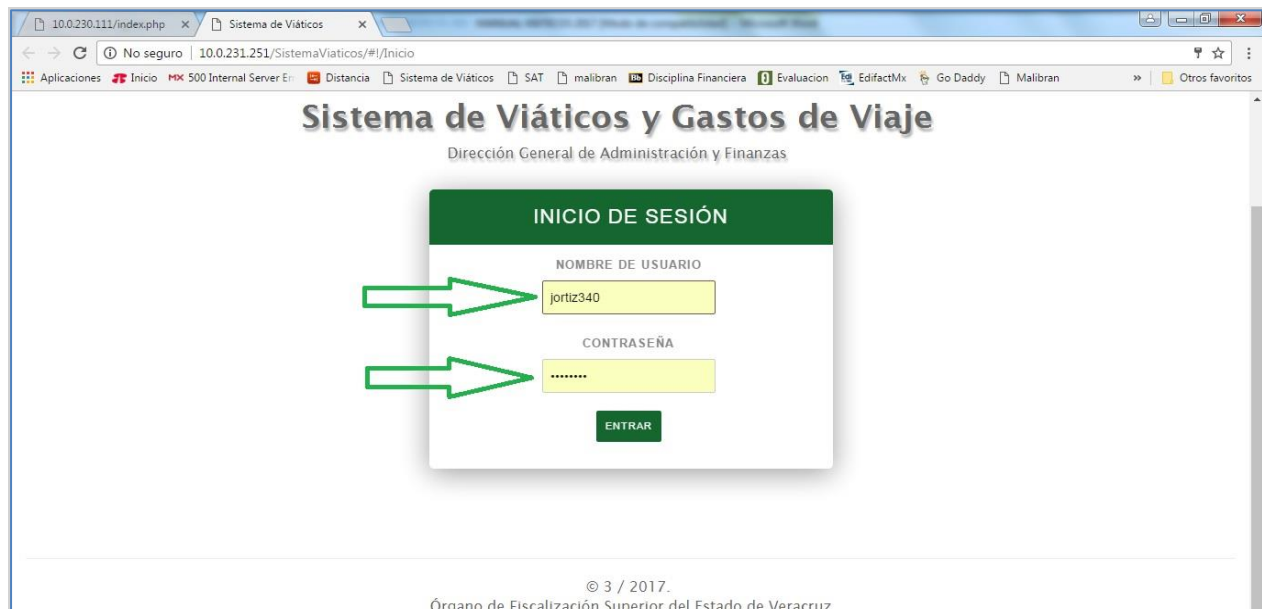 10.0.230.111/index.php
Sistema de Viáticos
No seguro | 10.0.231.251/SistemaViaticos/#!/Inicio
Aplicaciones Inicio 500 Internal Server Distancia Sistema de Viáticos SAT malibran Disciplina Financiera Evaluacion EdifactMx Go Daddy Malibran » Otros favoritos
Sistema de Viáticos y Gastos de Viaje
Dirección General de Administración y Finanzas
INICIO DE SESIÓN
NOMBRE DE USUARIO
jortiz340
CONTRASEÑA
••••••••
ENTRAR
© 3 / 2017.
Órgano de Fiscalización Superior del Estado de Veracruz